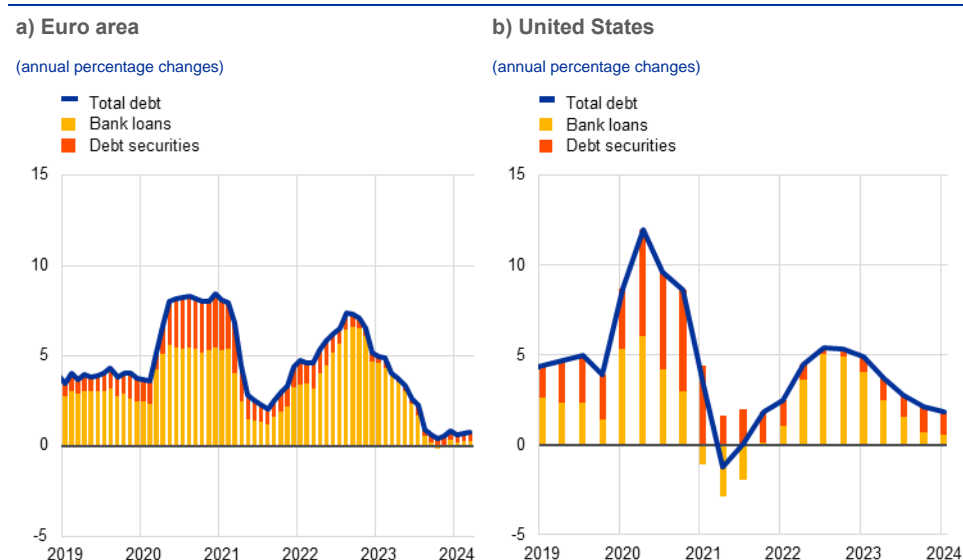 a) Euro area
(annual percentage changes)
Total debt
Bank loans
Debt securities
15
10
5
0
-5
2019 2020 2021 2022 2023 2024
b) United States
(annual percentage changes)
Total debt
Bank loans
Debt securities
15
10
5
0
-5
2019 2020 2021 2022 2023 2024